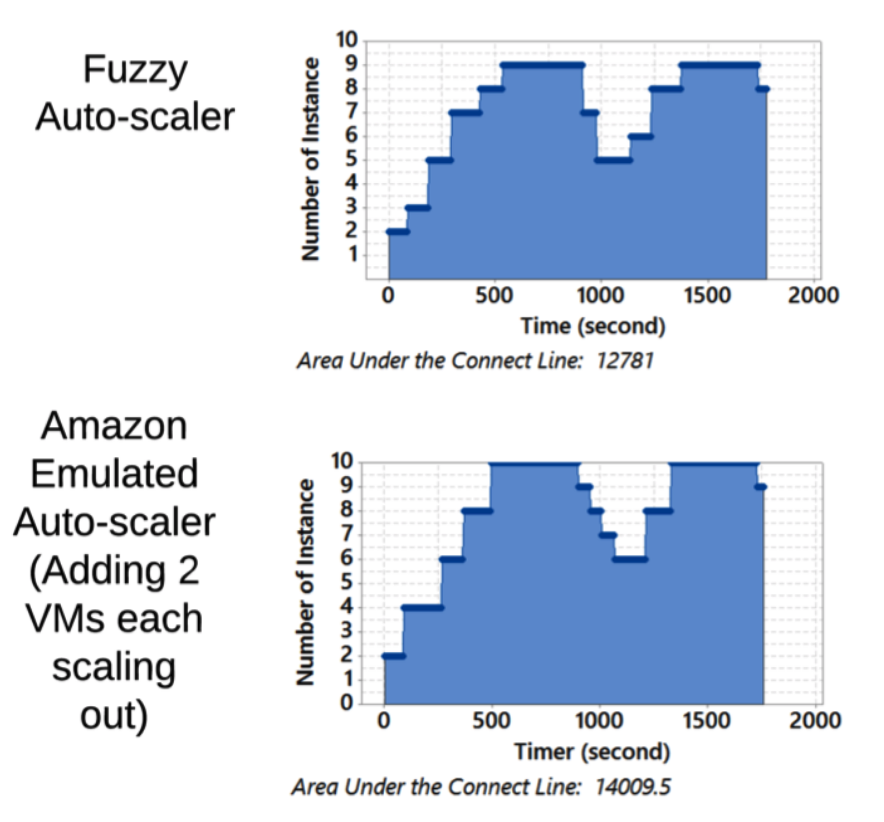 Fuzzy
Auto-scaler
Number of Instance
10
9
8
7
6
5
4
3
2
1
0 500 1000 1500 2000
Time (second)
Area Under the Connect Line: 12781
Amazon
Emulated
Auto-scaler
(Adding 2
VMs each
scaling
out)
Number of Instance
10
9
8
7
6
5
4
3
2
1
0
0 500 1000 1500 2000
Timer (second)
Area Under the Connect Line: 14009.5